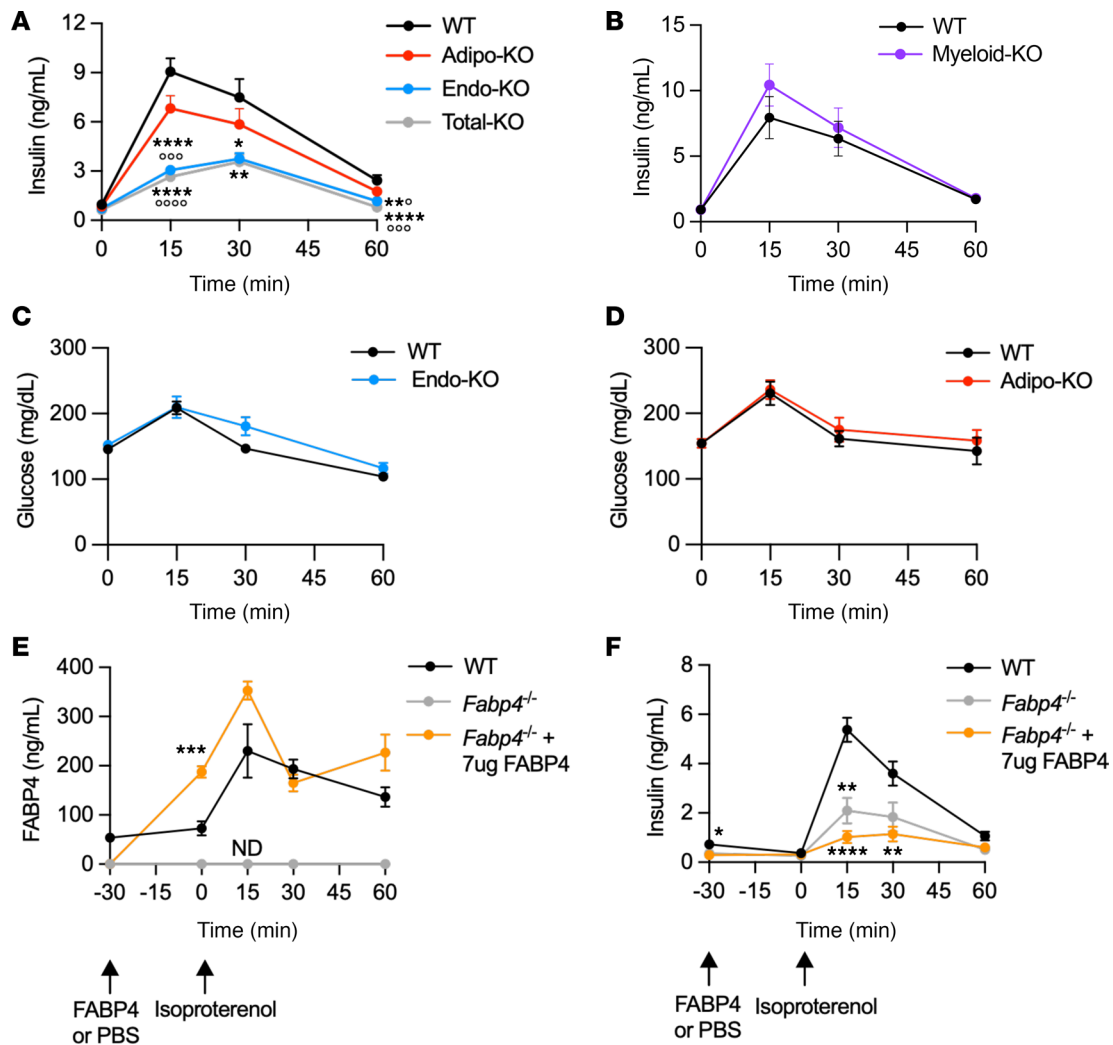 A
12
9
6
3
0
Insulin (ng/mL)
WT
Adipo-KO
Endo-KO
Total-KO
****
°°°
*
****
°°°°
**
**°
****
°°°
0 15 30 45 60
Time (min)
B
15
10
5
0
Insulin (ng/mL)
WT
Myeloid-KO
0 15 30 45 60
Time (min)
C
300
200
100
0
Glucose (mg/dL)
WT
Endo-KO
0 15 30 45 60
Time (min)
D
300
200
100
0
Glucose (mg/dL)
WT
Adipo-KO
0 15 30 45 60
Time (min)
E
400
300
200
100
0
FABP4 (ng/mL)
WT
Fabp4-/-
Fabp4-/- +
7ug FABP4
***
ND
-30 -15 0 15 30 45 60
Time (min)
FABP4
or PBS
Isoproterenol
F
8
6
4
2
0
Insulin (ng/mL)
WT
Fabp4-/-
Fabp4-/- +
7ug FABP4
*
**
****
**
-30 -15 0 15 30 45 60
Time (min)
FABP4
or PBS
Isoproterenol